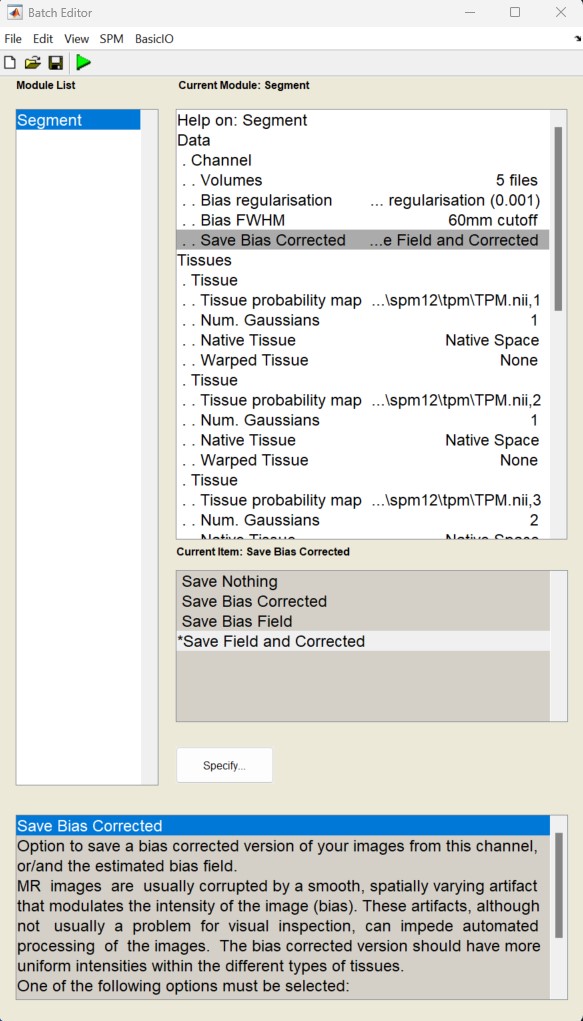 Batch Editor
File Edit View SPM BasicIO
Module List
Current Module: Segment
Segment
Help on: Segment
Data
. Channel
. . Volumes 5 files
. . Bias regularisation ... regularisation (0.001)
. . Bias FWHM 60mm cutoff
. . Save Bias Corrected ...e Field and Corrected
Tissues
. Tissue
. . Tissue probability map ...\spm12\tpm\TPM.nii,1
. . Num. Gaussians 1
. . Native Tissue Native Space
. . Warped Tissue None
. Tissue
. . Tissue probability map ...\spm12\tpm\TPM.nii,2
. . Num. Gaussians 1
. . Native Tissue Native Space
. . Warped Tissue None
. Tissue
. . Tissue probability map ...\spm12\tpm\TPM.nii,3
. . Num. Gaussians 2
. . Native Tissue Native Space
Current Item: Save Bias Corrected
Save Nothing
Save Bias Corrected
Save Bias Field
*Save Field and Corrected
Specify...
Save Bias Corrected
Option to save a bias corrected version of your images from this channel,
or/and the estimated bias field.
MR images are usually corrupted by a smooth, spatially varying artifact
that modulates the intensity of the image (bias). These artifacts, although
not usually a problem for visual inspection, can impede automated
processing of the images. The bias corrected version should have more
uniform intensities within the different types of tissues.
One of the following options must be selected: